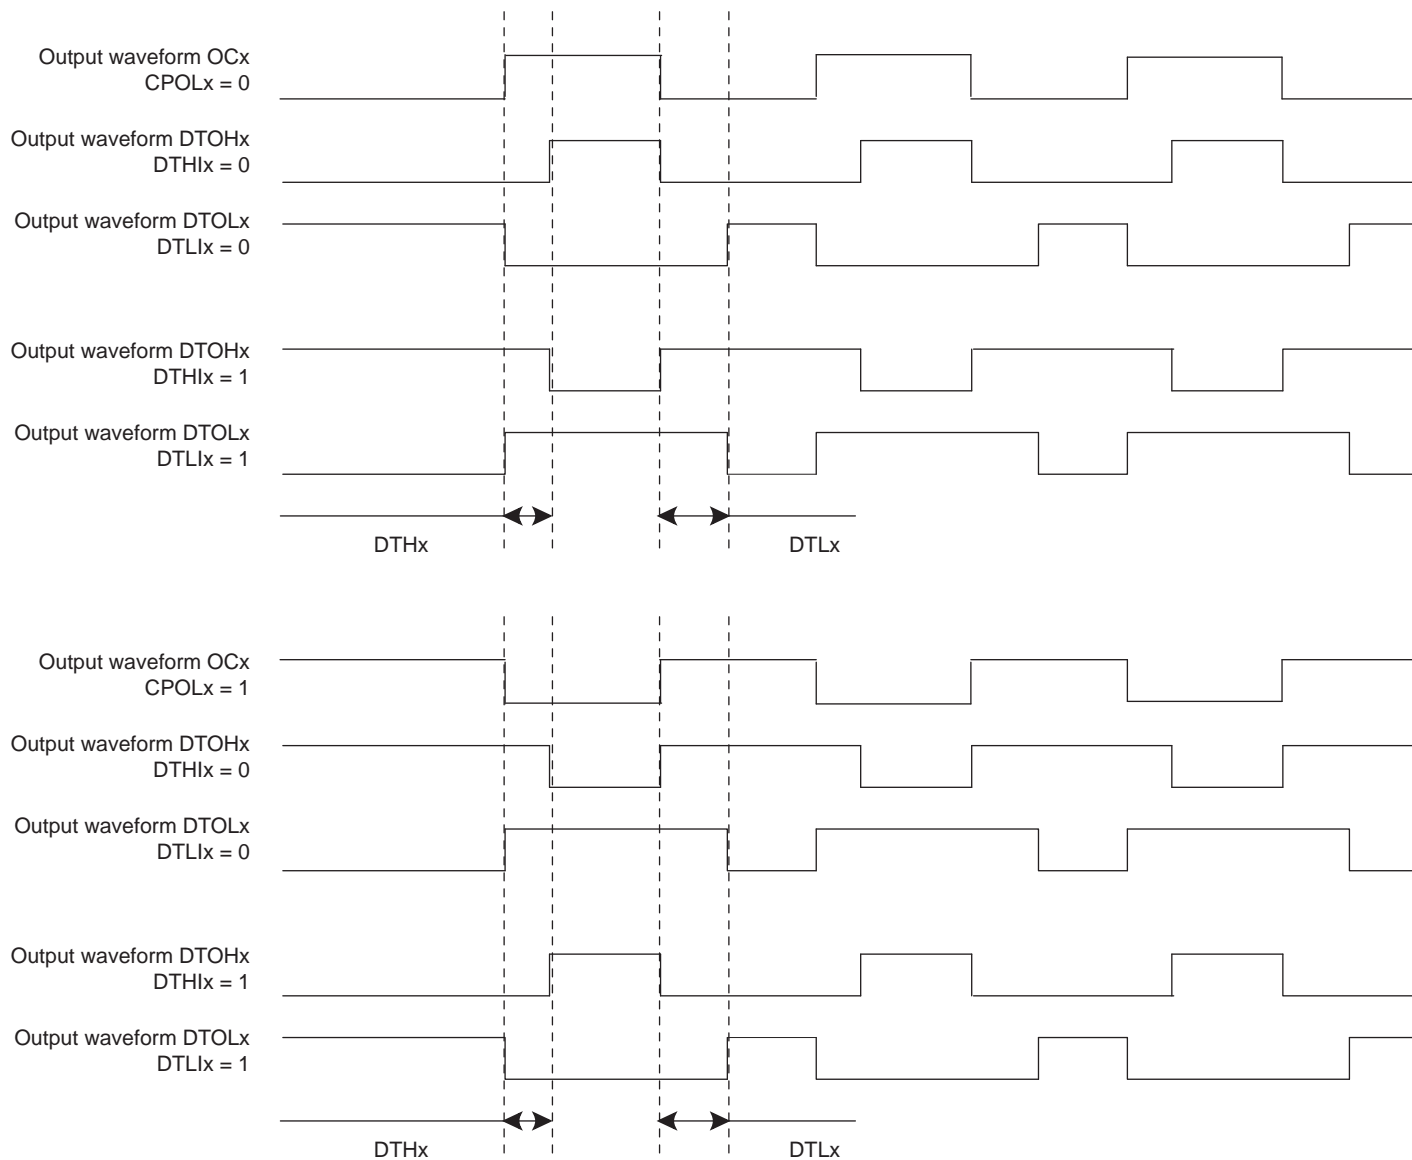 Output waveform OCx
CPOLx = 0
Output waveform DTOHx
DTHIx = 0
Output waveform DTOLx
DTLIx = 0
Output waveform DTOHx
DTHIx = 1
Output waveform DTOLx
DTLIx = 1
DTHx
DTLx
Output waveform OCx
CPOLx = 1
Output waveform DTOHx
DTHIx = 0
Output waveform DTOLx
DTLIx = 0
Output waveform DTOHx
DTHIx = 1
Output waveform DTOLx
DTLIx = 1
DTHx
DTLx